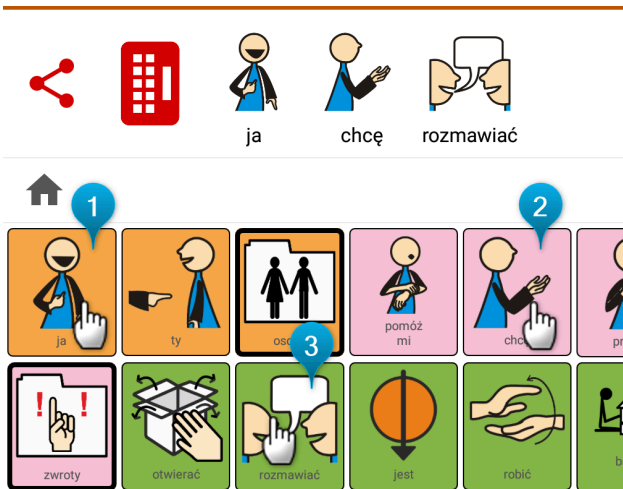 ja chcę rozmawiać
1 2
ja ty pomóż
mi
3
! !
zwroty otwierać rozmawiać jest robić